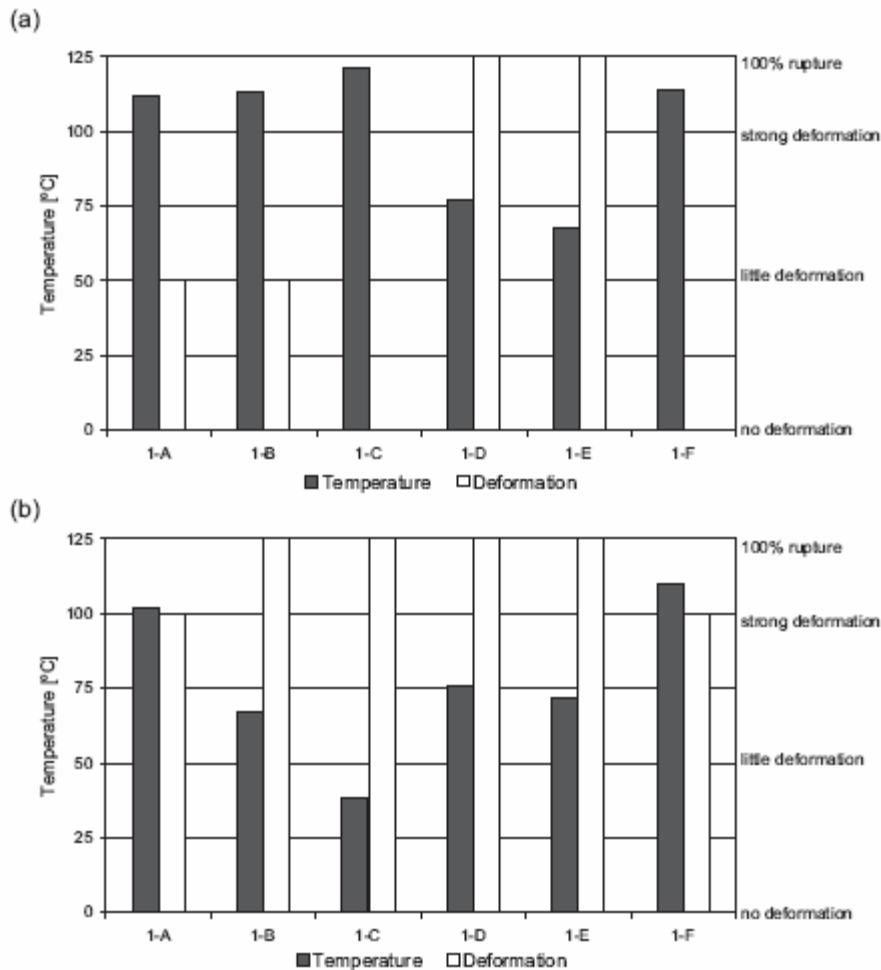 (a)
125
100
75
50
25
0
Temperature [ºC]
100% rupture
strong deformation
little deformation
no deformation
1-A 1-B 1-C 1-D 1-E 1-F
Temperature Deformation
(b)
125
100
75
50
25
0
Temperature [ºC]
100% rupture
strong deformation
little deformation
no deformation
1-A 1-B 1-C 1-D 1-E 1-F
Temperature Deformation